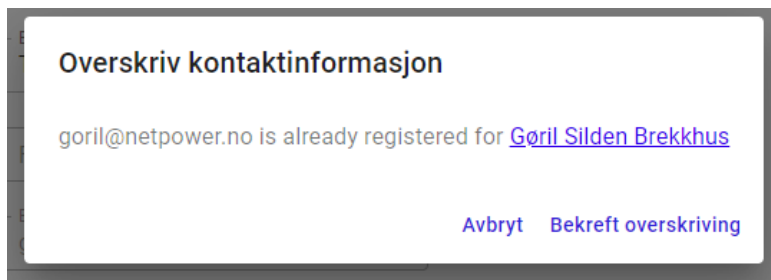 Overskriv kontaktinformasjon
goril@netpower.no is already registered for Gøril Silden Brekkhus
Avbryt Bekreft overskriving